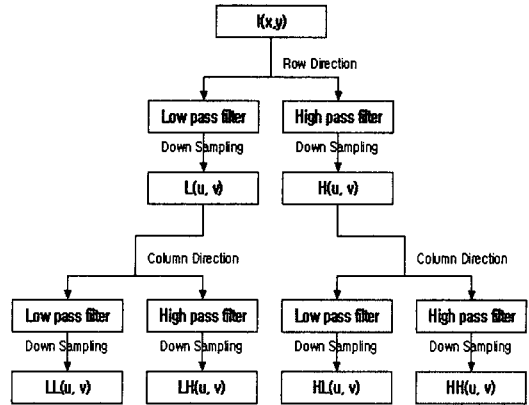 I(x,y)
Row Direction
Low pass filter High pass filter
Down Sampling Down Sampling
L(u, v) H(u, v)
Column Direction Column Direction
Low pass filter High pass filter Low pass filter High pass filter
Down Sampling Down Sampling Down Sampling Down Sampling
LL(u, v) LH(u, v) HL(u, v) HH(u, v)